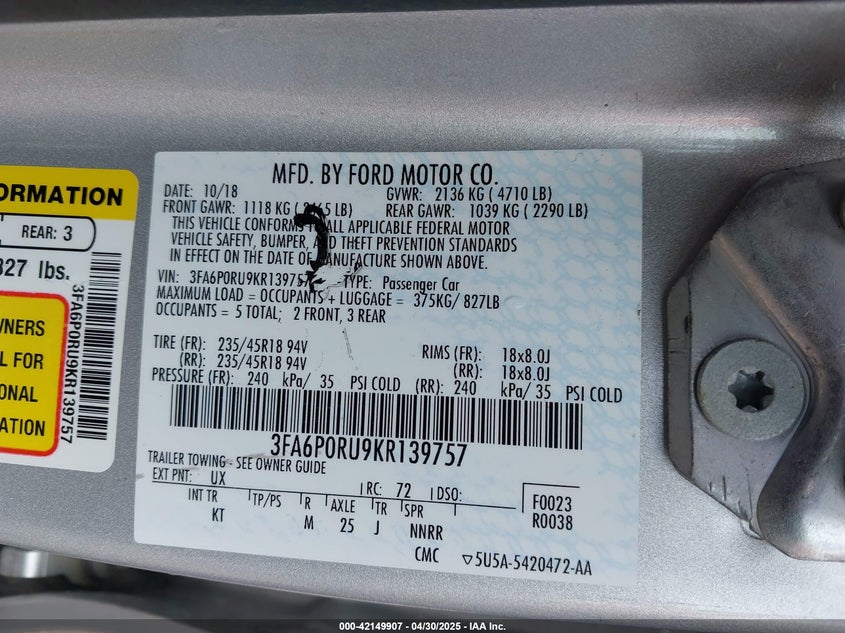 ORMATION
REAR: 3
827 lbs.
3FA6P0RU9KR139757
WNERS
L FOR
ONAL
ATION
MFD. BY FORD MOTOR CO.
DATE: 10/18 GVWR: 2136 KG (4710 LB)
FRONT GAWR: 1118 KG ( 65 LB) REAR GAWR: 1039 KG (2290 LB)
THIS VEHICLE CONFORMS ALL APPLICABLE FEDERAL MOTOR
VEHICLE SAFETY, BUMPER, AND THEFT PREVENTION STANDARDS
IN EFFECT ON THE DATE OF MANUFACTURE SHOWN ABOVE.
VIN: 3FA6P0RU9KR139757 TYPE: Passenger Car
MAXIMUM LOAD = OCCUPANTS + LUGGAGE = 375KG/ 827LB
OCCUPANTS = 5 TOTAL; 2 FRONT, 3 REAR
TIRE (FR): 235/45R18 94V RIMS (FR): 18x8.0J
(RR): 235/45R18 94V (RR): 18x8.0J
PRESSURE (FR): 240 kPa/ 35 PSI COLD (RR): 240 kPa/ 35 PSI COLD
3FA6P0RU9KR139757
TRAILER TOWING - SEE OWNER GUIDE
EXT PNT: UX RC: 72 DSO: F0023
INT TR TP/PS R AXLE TR SPR R0038
KT M 25 J NNRR
CMC ▽5U5A-5420472-AA
000-42149907 - 04/30/2025 - IAA Inc.